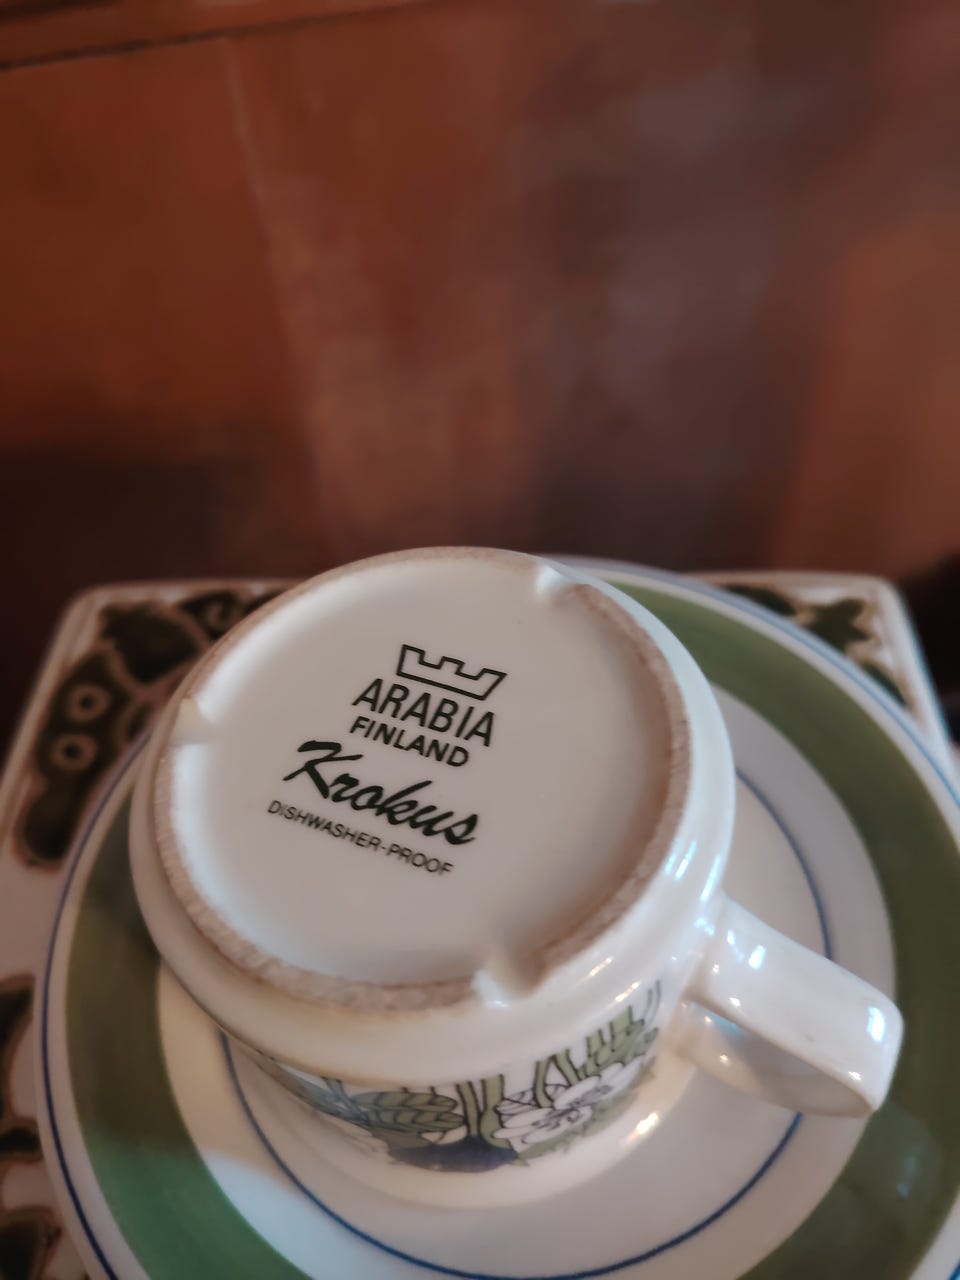 ARABIA
FINLAND
Krokus
DISHWASHER-PROOF